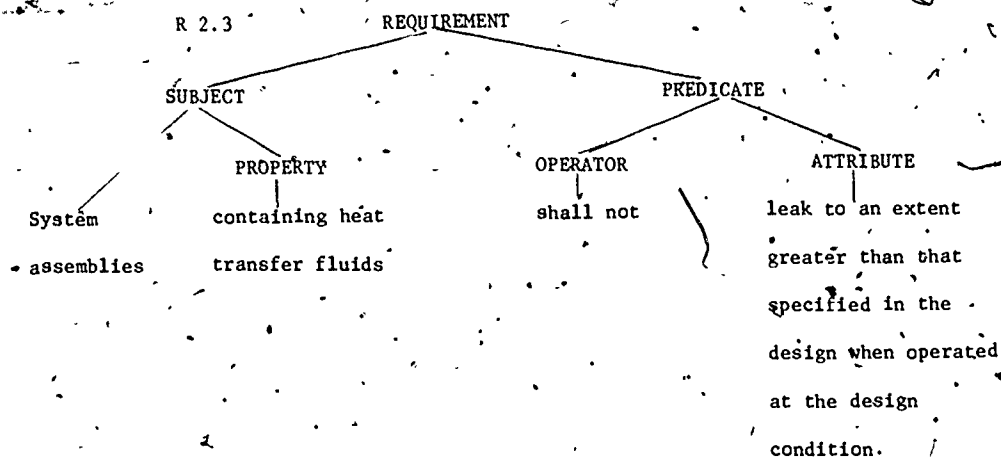 R 2.3 REQUIREMENT
SUBJECT PREDICATE
PROPERTY OPERATOR ATTRIBUTE
System containing heat shall not leak to an extent
assemblies transfer fluids greater than that
specified in the
design when operated
at the design
condition.